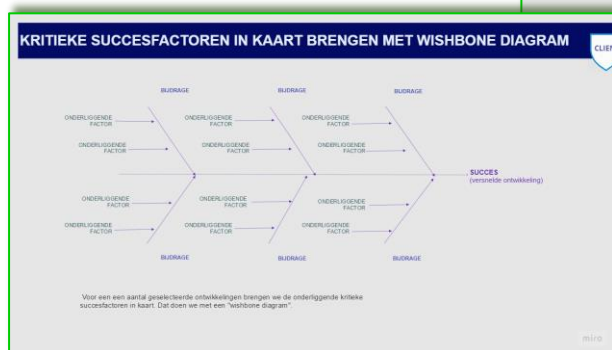 KRITIEKE SUCCESFACTOREN IN KAART BRENGEN MET WISHBONE DIAGRAM
CLIEN
BIJDRAGE
BIJDRAGE
BIJDRAGE
ONDERLIGGENDE
FACTOR
ONDERLIGGENDE
FACTOR
ONDERLIGGENDE
FACTOR
ONDERLIGGENDE
FACTOR
ONDERLIGGENDE
FACTOR
ONDERLIGGENDE
FACTOR
SUCCES
(versnelde ontwikkeling)
ONDERLIGGENDE
FACTOR
ONDERLIGGENDE
FACTOR
ONDERLIGGENDE
FACTOR
ONDERLIGGENDE
FACTOR
ONDERLIGGENDE
FACTOR
ONDERLIGGENDE
FACTOR
BIJDRAGE
BIJDRAGE
BIJDRAGE
Voor een een aantal geselecteerde ontwikkelingen brengen we de onderliggende kritieke
succesfactoren in kaart. Dat doen we met een "wishbone diagram".
miro